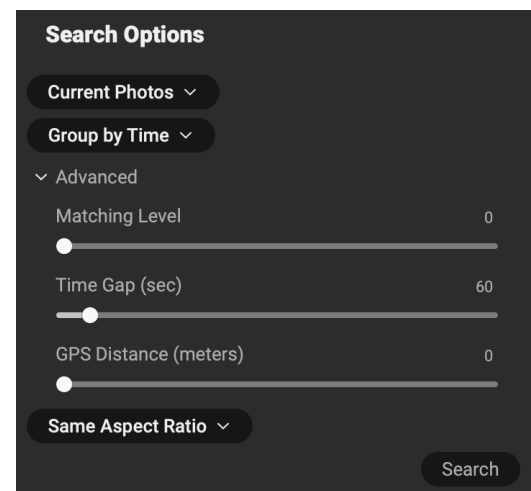 Search Options
Current Photos
Group by Time
Advanced
Matching Level 0
Time Gap (sec) 60
GPS Distance (meters) 0
Same Aspect Ratio
Search